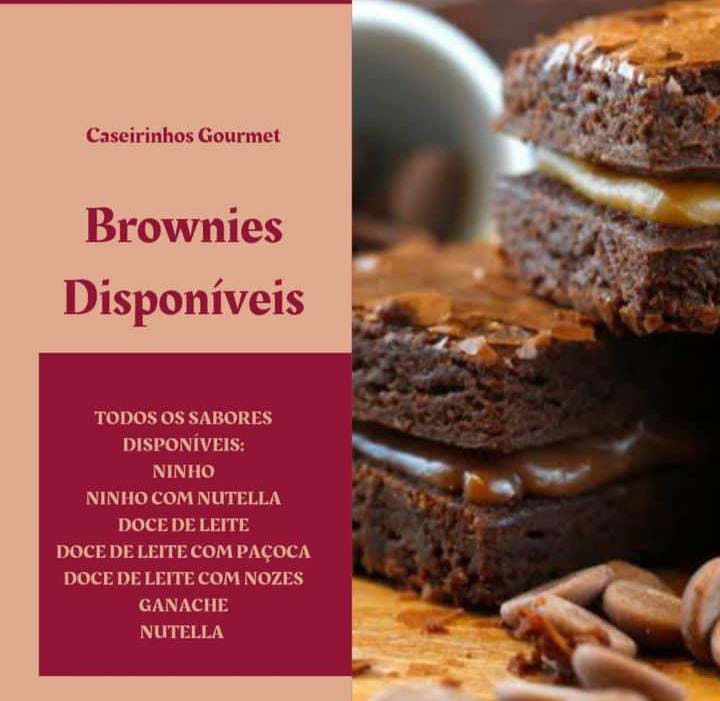 Caseirinhos Gourmet
Brownies
Disponíveis
TODOS OS SABORES
DISPONÍVEIS:
NINHO
NINHO COM NUTELLA
DOCE DE LEITE
DOCE DE LEITE COM PAÇOCA
DOCE DE LEITE COM NOZES
GANACHE
NUTELLA